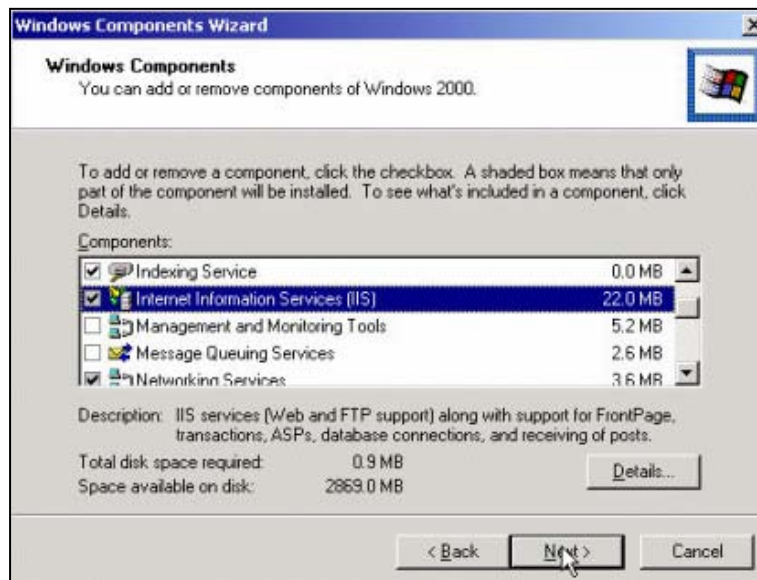 Windows Components Wizard
Windows Components
You can add or remove components of Windows 2000.
To add or remove a component, click the checkbox. A shaded box means that only
part of the component will be installed. To see what's included in a component, click
Details.
Components:
Indexing Service 0.0 MB
Internet Information Services (IIS) 22.0 MB
Management and Monitoring Tools 5.2 MB
Message Queuing Services 2.6 MB
Networking Services 3.6 MB
Description: IIS services (Web and FTP support) along with support for FrontPage,
transactions, ASPs, database connections, and receiving of posts.
Total disk space required: 0.9 MB
Space available on disk: 2869.0 MB
Details...
< Back Next > Cancel